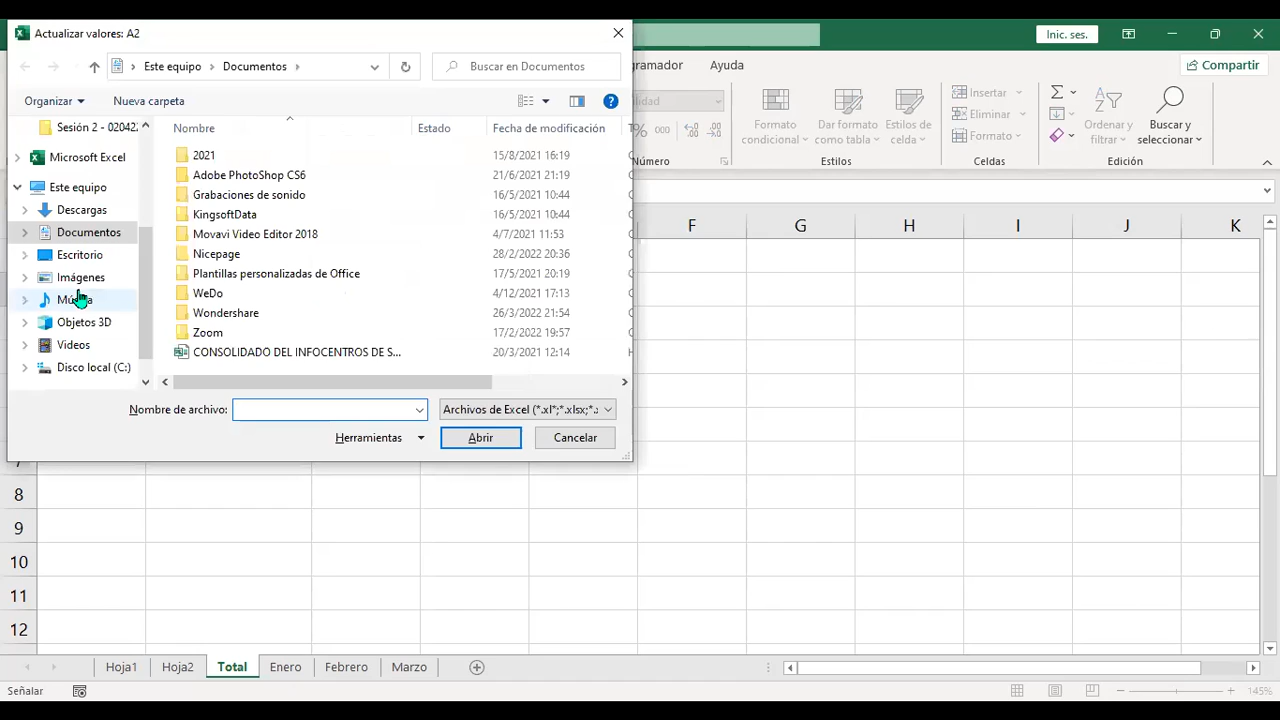 Actualizar valores: A2
Inic. ses.
Este equipo
Documentos
Buscar en Documentos
Ayuda
Compartir
Organizar
Nueva carpeta
Nombre
Estado
Fecha de modificación
Sesión 2 - 02042
Microsoft Excel
Este equipo
Descargas
Documentos
Escritorio
Imágenes
Objetos 3D
Videos
Disco local (C:)
2021 15/8/2021 16:19
Adobe PhotoShop CS6 21/6/2021 21:19
Grabaciones de sonido 16/5/2021 10:44
KingsoftData 16/5/2021 10:44
Movavi Video Editor 2018 4/7/2021 11:53
Nicepage 28/2/2022 20:36
Plantillas personalizadas de Office 17/5/2021 20:19
WeDo 4/12/2021 17:13
Wondershare 26/3/2022 21:54
Zoom 17/2/2022 19:57
CONSOLIDADO DEL INFOCENTROS DE S... 20/3/2021 12:14
Nombre de archivo:
Archivos de Excel (*.xl*;*.xlsx;*.
Herramientas
Abrir
Cancelar
% 000
Número
Formato
condicional
Dar formato
como tabla
Estilos de
celda
Estilos
Insertar
Eliminar
Formato
Celdas
Ordenar y
filtrar
Buscar y
seleccionar
Edición
F G H I J K
8
9
10
11
12
Hoja1 Hoja2 Total Enero Febrero Marzo
Señalar
145%